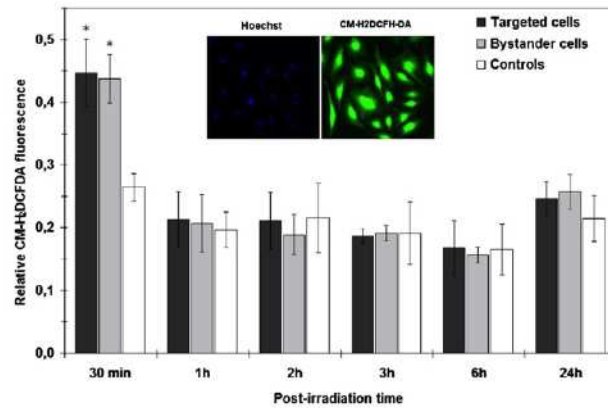 Hoechst
CM-H2DCFH-DA
Targeted cells
Bystander cells
Controls
Relative CM-H₂DCFDA fluorescence
0,5
0,4
0,3
0,2
0,1
0,0
* *
30 min 1h 2h 3h 6h 24h
Post-irradiation time